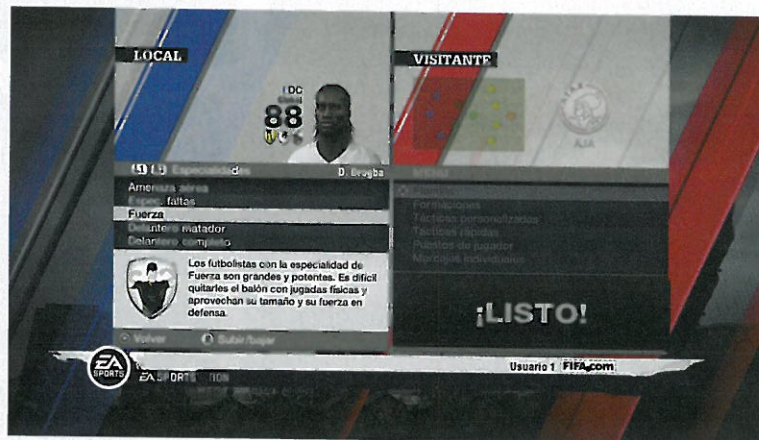 LOCAL
DC
88
Especialidades
D. Drogba
Amenaza aérea
Espec. faltas
Fuerza
Delantero matador
Delantero completo
Los futbolistas con la especialidad de
Fuerza son grandes y potentes. Es difícil
quitarles el balón con jugadas físicas y
aprovechan su tamaño y su fuerza en
defensa.
Volver
Subir/bajar
VISITANTE
AJA
MENÚ
Plantilla
Formaciones
Tácticas personalizadas
Tácticas rápidas
Puestos de jugador
Marcajes individuales
¡LISTO!
EA
SPORTS
EA SPORTS
Usuario 1 FIFA.com